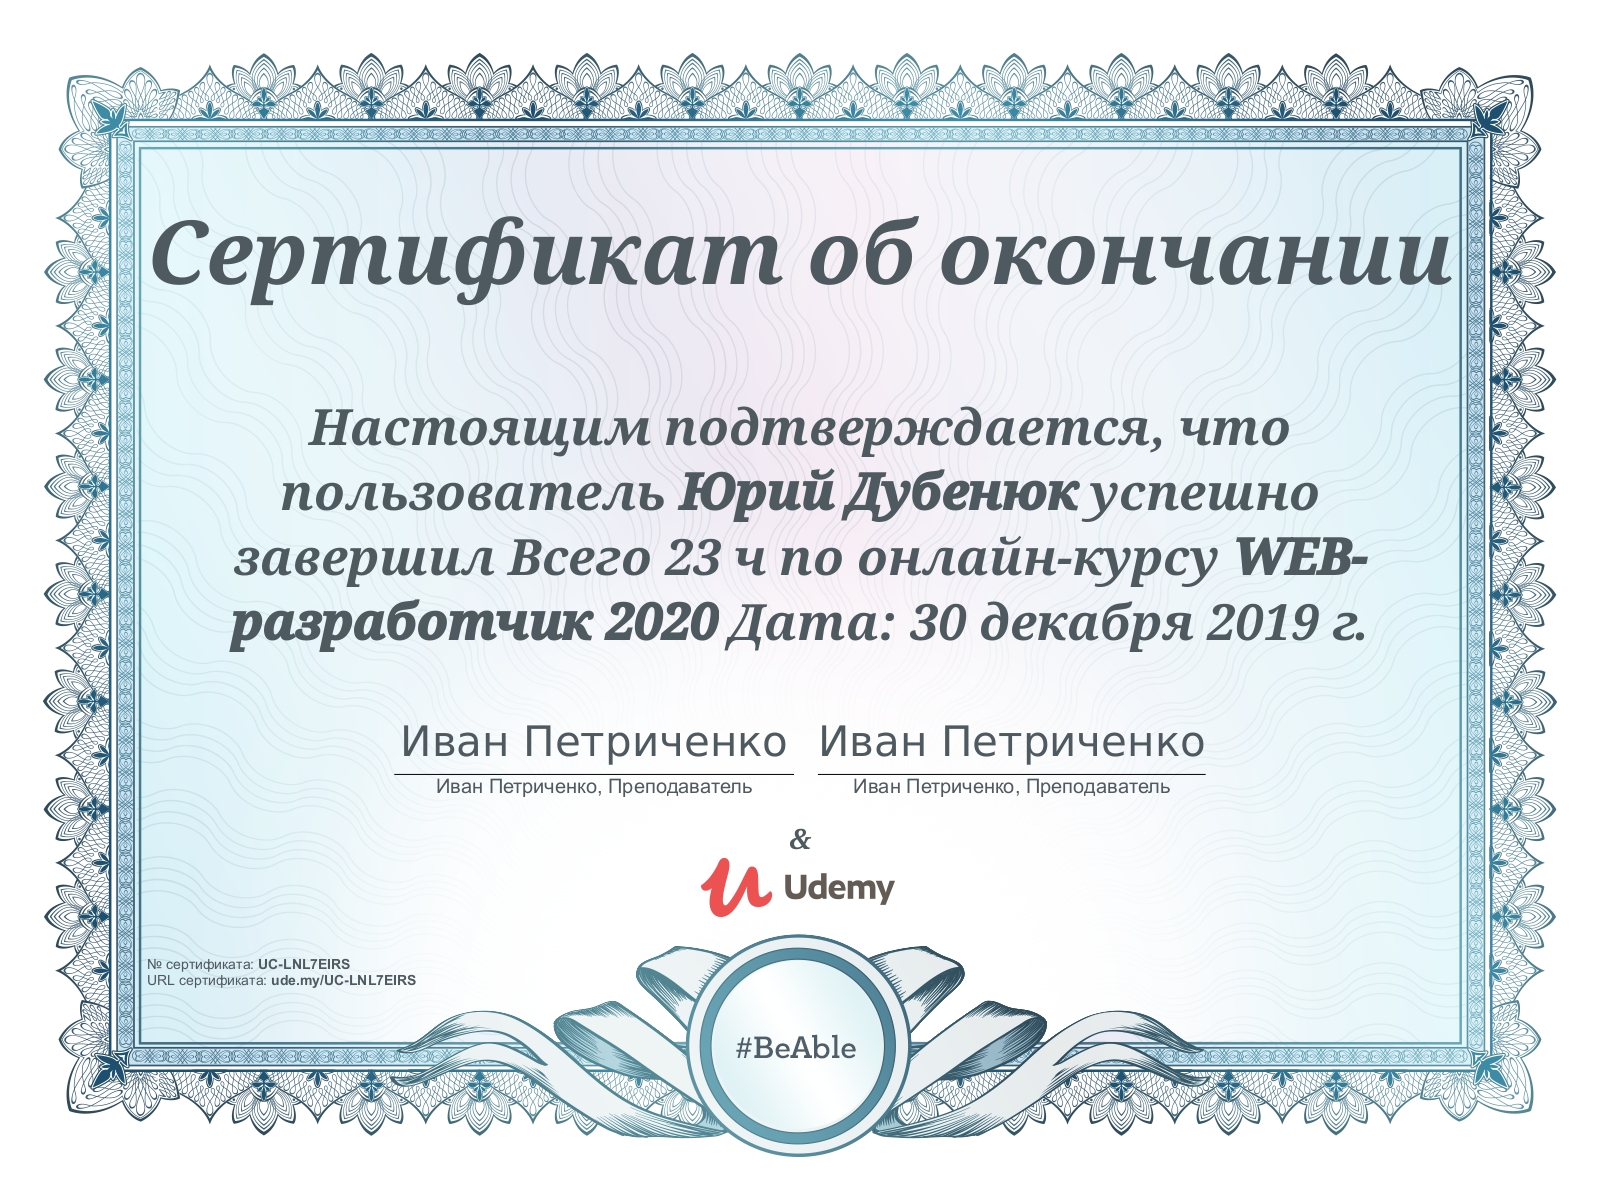 Сертификат об окончании
Настоящим подтверждается, что
пользователь Юрий Дубенюк успешно
завершил Всего 23 ч по онлайн-курсу WEB-
разработчик 2020 Дата: 30 декабря 2019 г.
Иван Петриченко Иван Петриченко
Иван Петриченко, Преподаватель Иван Петриченко, Преподаватель
&
Udemy
№ сертификата: UC-LNL7EIRS
URL сертификата: ude.my/UC-LNL7EIRS
#BeAble